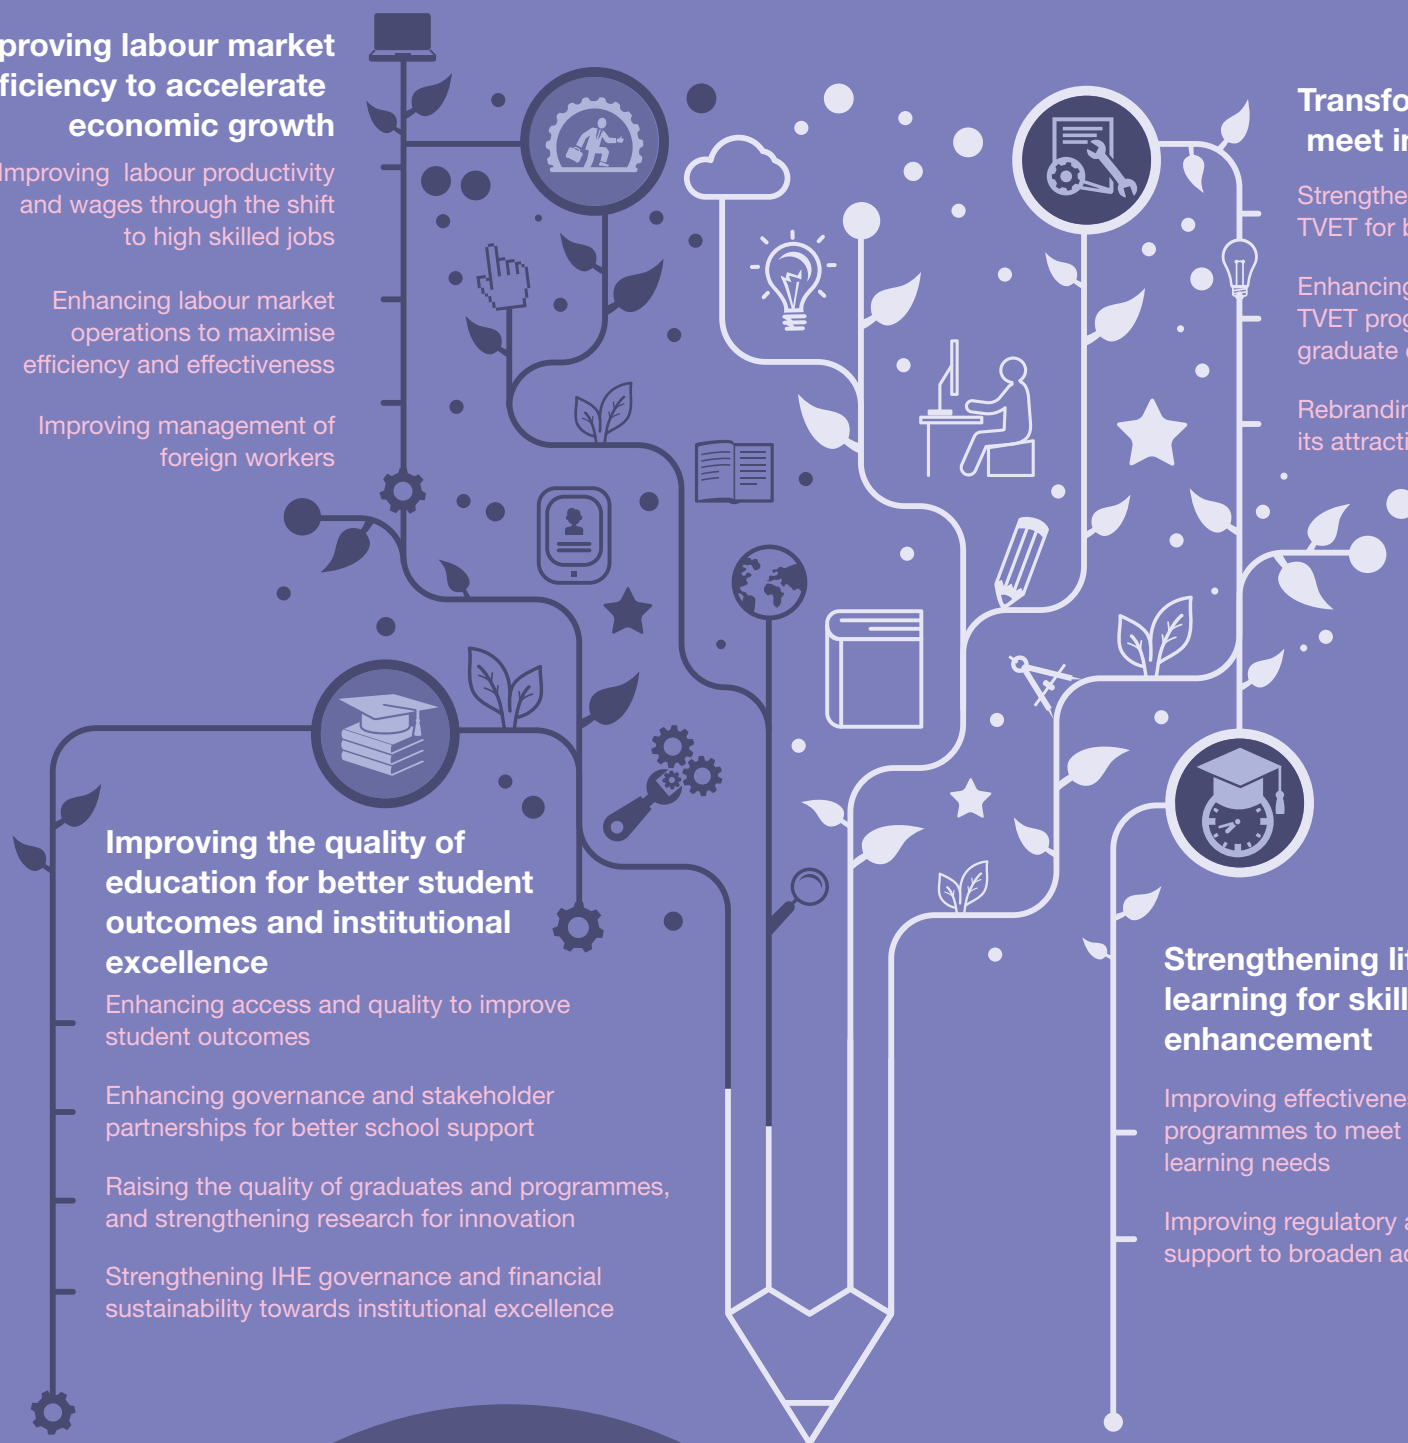 proving labour market
ficiency to accelerate
economic growth
Improving labour productivity
and wages through the shift
to high skilled jobs
Enhancing labour market
operations to maximise
efficiency and effectiveness
Improving management of
foreign workers
Transfo
meet in
Strengthe
TVET for b
Enhancing
TVET prog
graduate
Rebrandin
its attracti
Improving the quality of
education for better student
outcomes and institutional
excellence
Enhancing access and quality to improve
student outcomes
Enhancing governance and stakeholder
partnerships for better school support
Raising the quality of graduates and programmes,
and strengthening research for innovation
Strengthening IHE governance and financial
sustainability towards institutional excellence
Strengthening lif
learning for skill
enhancement
Improving effectivenes
programmes to meet
learning needs
Improving regulatory a
support to broaden ac